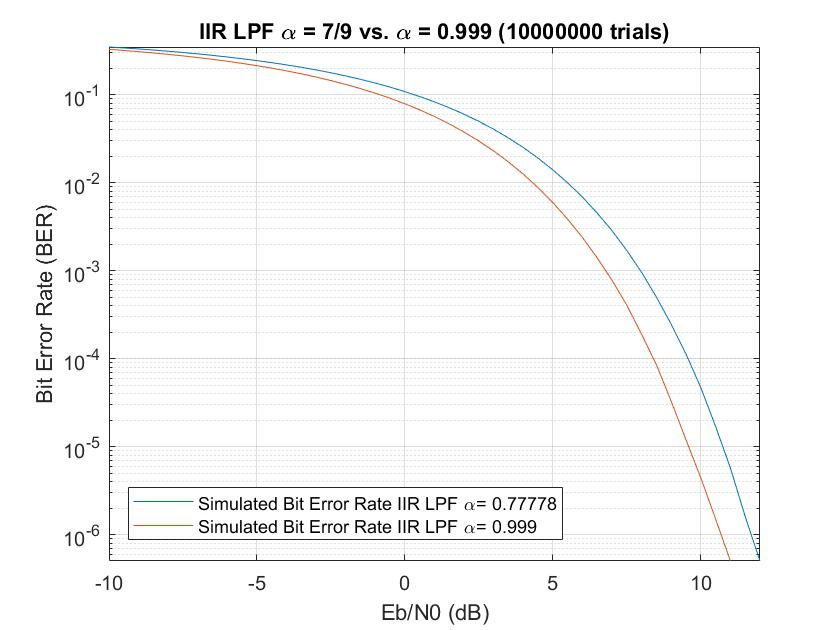 IIR LPF α = 7/9 vs. α = 0.999 (10000000 trials)
Bit Error Rate (BER)
10^-1
10^-2
10^-3
10^-4
10^-5
10^-6
Simulated Bit Error Rate IIR LPF α= 0.77778
Simulated Bit Error Rate IIR LPF α= 0.999
-10 -5 0 5 10
Eb/N0 (dB)